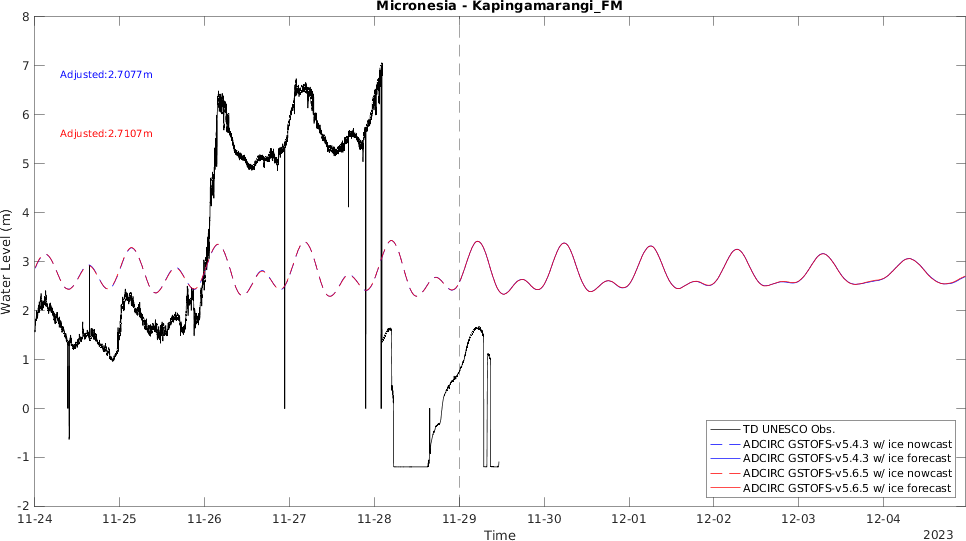 Micronesia - Kapingamarangi_FM
8
7
6
5
4
3
2
1
0
-1
-2
Water Level (m)
Adjusted:2.7077m
Adjusted:2.7107m
TD UNESCO Obs.
ADCIRC GSTOFS-v5.4.3 w/ ice nowcast
ADCIRC GSTOFS-v5.4.3 w/ ice forecast
ADCIRC GSTOFS-v5.6.5 w/ ice nowcast
ADCIRC GSTOFS-v5.6.5 w/ ice forecast
11-24 11-25 11-26 11-27 11-28 11-29 11-30 12-01 12-02 12-03 12-04
Time
2023